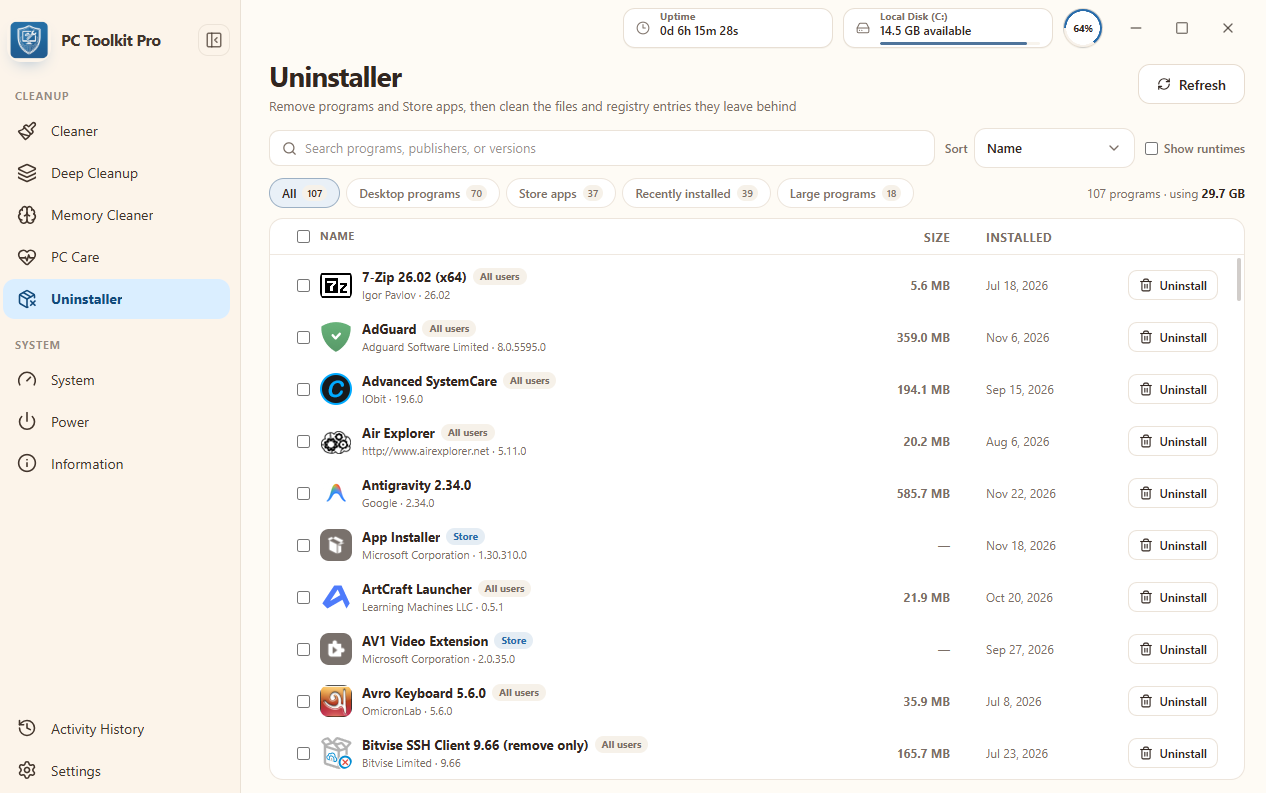 PC Toolkit Pro
Uptime
0d 6h 15m 28s
Local Disk (C:)
14.5 GB available
64%
CLEANUP
Cleaner
Deep Cleanup
Memory Cleaner
PC Care
Uninstaller
SYSTEM
System
Power
Information
Activity History
Settings
Uninstaller
Remove programs and Store apps, then clean the files and registry entries they leave behind
Refresh
Search programs, publishers, or versions
Sort
Name
Show runtimes
All 107
Desktop programs 70
Store apps 37
Recently installed 39
Large programs 18
107 programs · using 29.7 GB
NAME SIZE INSTALLED
7-Zip 26.02 (x64) All users
Igor Pavlov · 26.02
5.6 MB Jul 18, 2026 Uninstall
AdGuard All users
Adguard Software Limited · 8.0.5595.0
359.0 MB Nov 6, 2026 Uninstall
Advanced SystemCare All users
IObit · 19.6.0
194.1 MB Sep 15, 2026 Uninstall
Air Explorer All users
http://www.airexplorer.net · 5.11.0
20.2 MB Aug 6, 2026 Uninstall
Antigravity 2.34.0
Google · 2.34.0
585.7 MB Nov 22, 2026 Uninstall
App Installer Store
Microsoft Corporation · 1.30.310.0
— Nov 18, 2026 Uninstall
ArtCraft Launcher All users
Learning Machines LLC · 0.5.1
21.9 MB Oct 20, 2026 Uninstall
AV1 Video Extension Store
Microsoft Corporation · 2.0.35.0
— Sep 27, 2026 Uninstall
Avro Keyboard 5.6.0 All users
OmicronLab · 5.6.0
35.9 MB Jul 8, 2026 Uninstall
Bitvise SSH Client 9.66 (remove only) All users
Bitvise Limited · 9.66
165.7 MB Jul 23, 2026 Uninstall